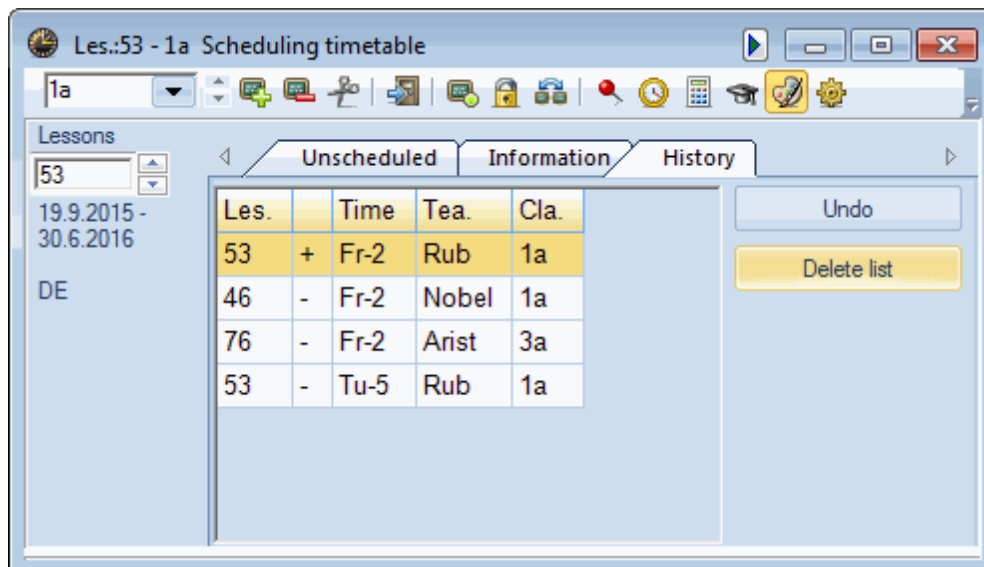 Les.:53 - 1a Scheduling timetable
1a
Lessons
53
19.9.2015 -
30.6.2016
DE
Unscheduled Information History
Les. Time Tea. Cla.
53 + Fr-2 Rub 1a
46 - Fr-2 Nobel 1a
76 - Fr-2 Arist 3a
53 - Tu-5 Rub 1a
Undo
Delete list